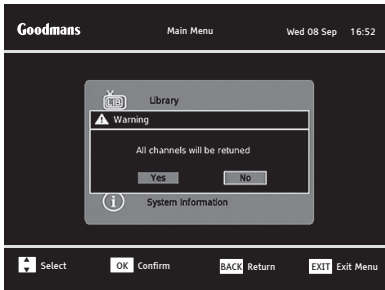 Goodmans Main Menu Wed 08 Sep 16:52
LIB Library
Warning
All channels will be retuned
Yes No
i System Information
Select OK Confirm BACK Return EXIT Exit Menu